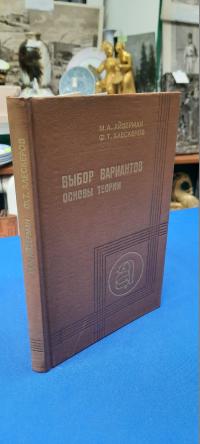 М.А. АЙЗЕРМАН
Ф.Т. АЛЕСКЕРОВ
ВЫБОР ВАРИАНТОВ
ОСНОВЫ ТЕОРИИ
М.А. АЙЗЕРМАН Ф.Т. АЛЕСКЕРОВ